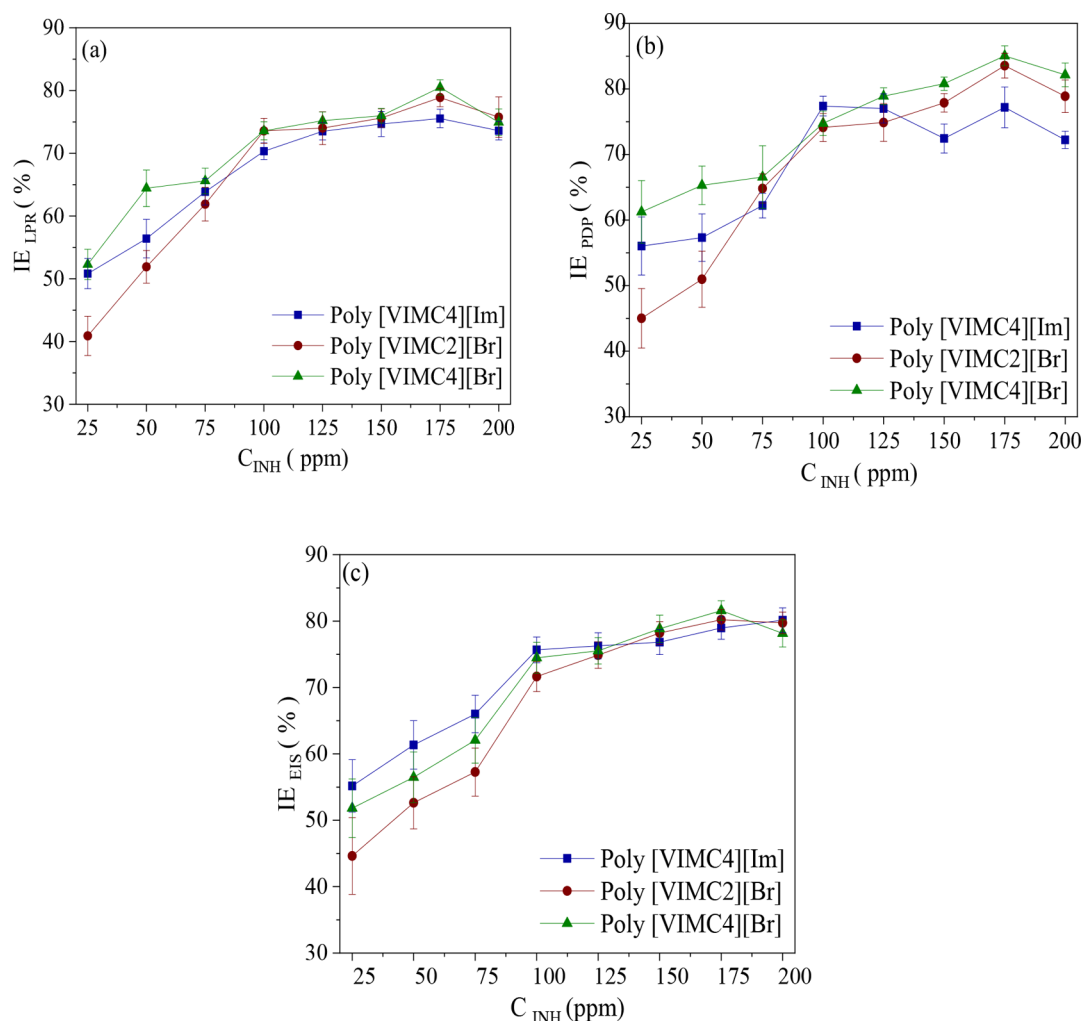 (a)
90
80
70
60
50
40
30
IE LPR ( % )
Poly [VIMC4][Im]
Poly [VIMC2][Br]
Poly [VIMC4][Br]
25 50 75 100 125 150 175 200
C INH ( ppm)
(b)
90
80
70
60
50
40
30
IE PDP ( % )
Poly [VIMC4][Im]
Poly [VIMC2][Br]
Poly [VIMC4][Br]
25 50 75 100 125 150 175 200
C INH ( ppm)
(c)
90
80
70
60
50
40
30
IE EIS ( % )
Poly [VIMC4][Im]
Poly [VIMC2][Br]
Poly [VIMC4][Br]
25 50 75 100 125 150 175 200
C INH (ppm)